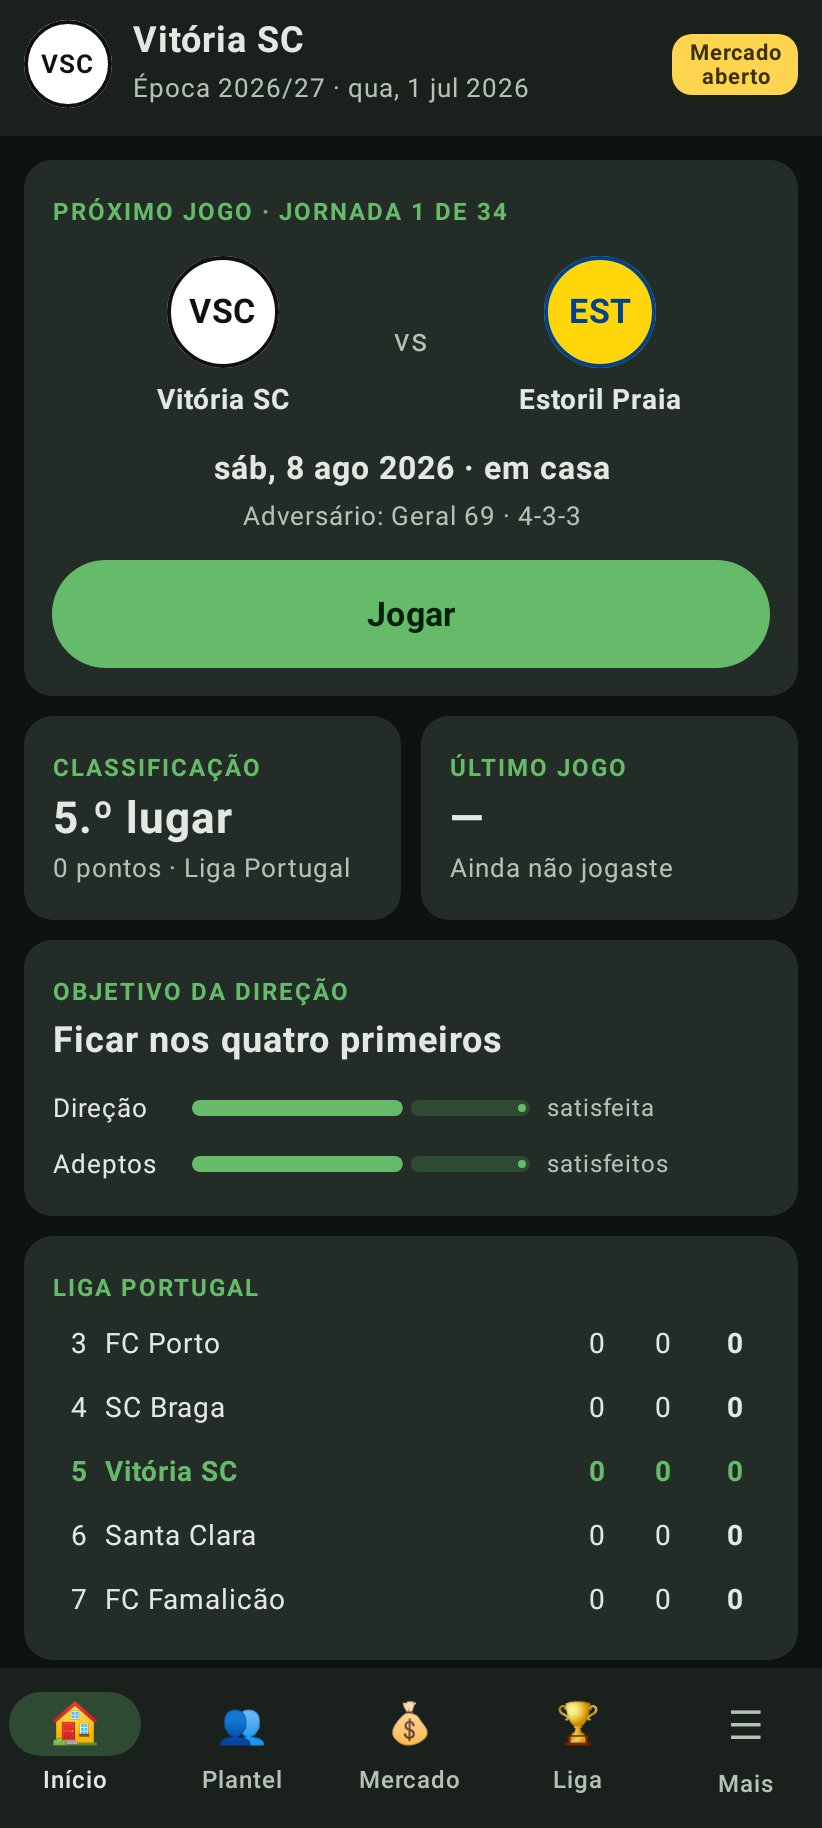 VSC
Vitória SC
Época 2026/27 · qua, 1 jul 2026
Mercado
aberto
PRÓXIMO JOGO · JORNADA 1 DE 34
VSC
vs
EST
Vitória SC
Estoril Praia
sáb, 8 ago 2026 · em casa
Adversário: Geral 69 · 4-3-3
Jogar
CLASSIFICAÇÃO
5.º lugar
0 pontos · Liga Portugal
ÚLTIMO JOGO
—
Ainda não jogaste
OBJETIVO DA DIREÇÃO
Ficar nos quatro primeiros
Direção satisfeita
Adeptos satisfeitos
LIGA PORTUGAL
3 FC Porto 0 0 0
4 SC Braga 0 0 0
5 Vitória SC 0 0 0
6 Santa Clara 0 0 0
7 FC Famalicão 0 0 0
Início Plantel Mercado Liga Mais